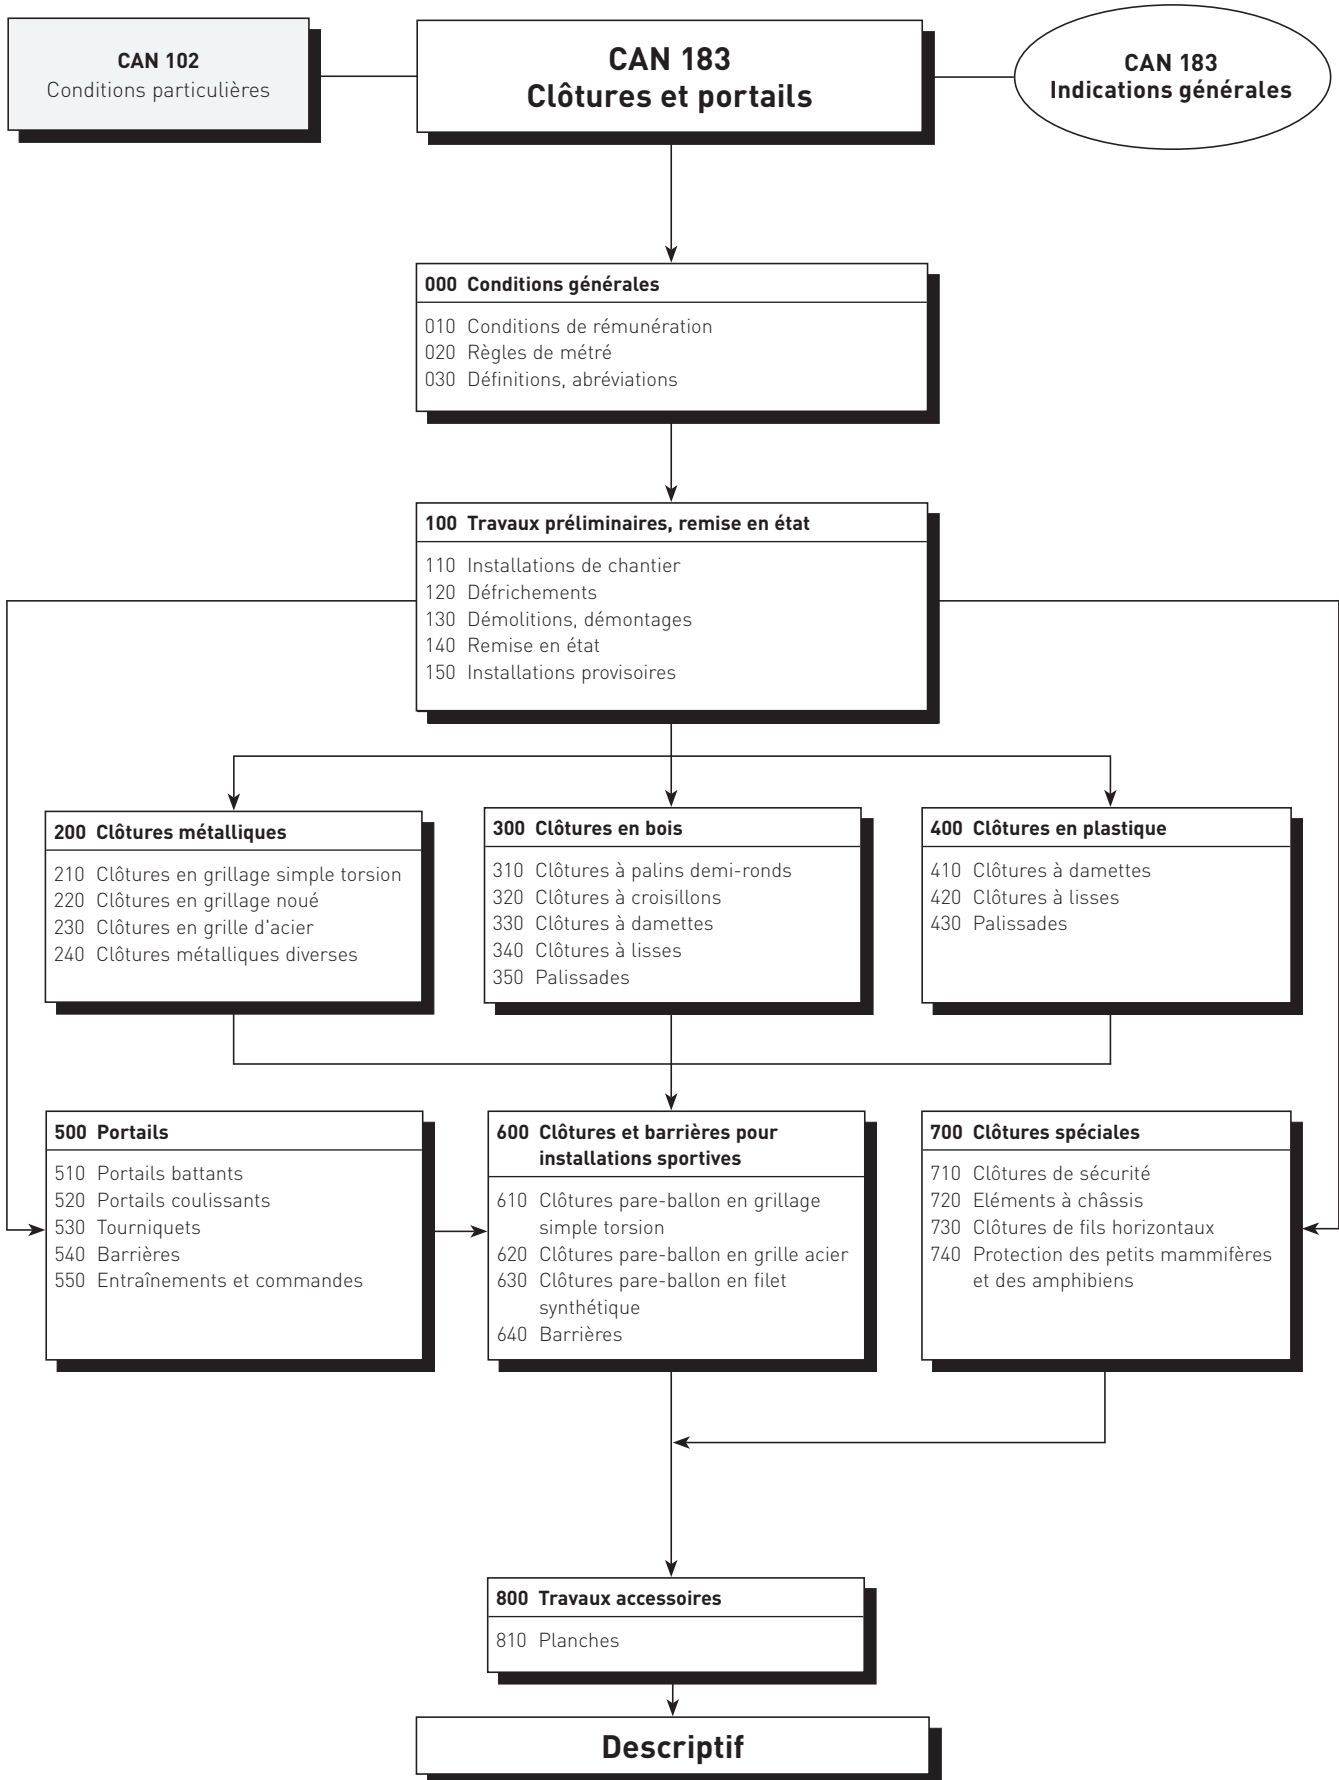 CAN 102
Conditions particulières
CAN 183
Clôtures et portails
CAN 183
Indications générales
000 Conditions générales
010 Conditions de rémunération
020 Règles de métré
030 Définitions, abréviations
100 Travaux préliminaires, remise en état
110 Installations de chantier
120 Défrichements
130 Démolitions, démontages
140 Remise en état
150 Installations provisoires
200 Clôtures métalliques
210 Clôtures en grillage simple torsion
220 Clôtures en grillage noué
230 Clôtures en grille d'acier
240 Clôtures métalliques diverses
300 Clôtures en bois
310 Clôtures à palins demi-ronds
320 Clôtures à croisillons
330 Clôtures à damettes
340 Clôtures à lisses
350 Palissades
400 Clôtures en plastique
410 Clôtures à damettes
420 Clôtures à lisses
430 Palissades
500 Portails
510 Portails battants
520 Portails coulissants
530 Tourniquets
540 Barrières
550 Entraînements et commandes
600 Clôtures et barrières pour
installations sportives
610 Clôtures pare-ballon en grillage
simple torsion
620 Clôtures pare-ballon en grille acier
630 Clôtures pare-ballon en filet
synthétique
640 Barrières
700 Clôtures spéciales
710 Clôtures de sécurité
720 Eléments à châssis
730 Clôtures de fils horizontaux
740 Protection des petits mammifères
et des amphibiens
800 Travaux accessoires
810 Planches
Descriptif